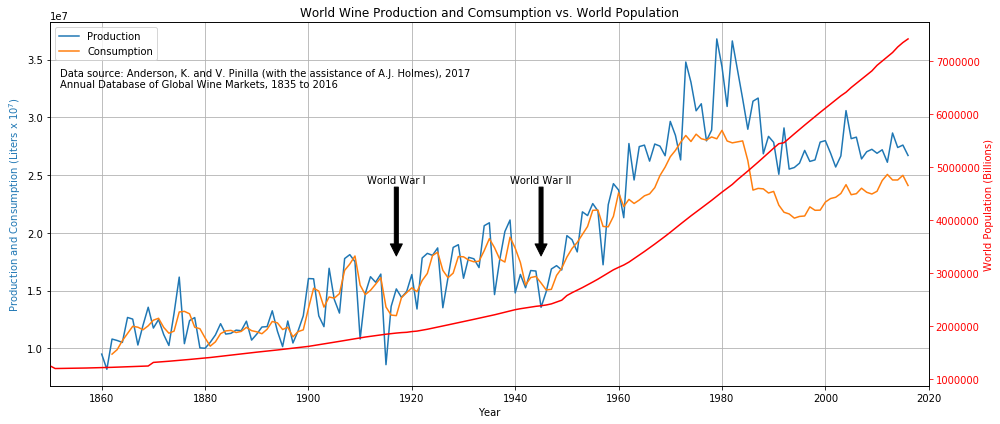 World Wine Production and Comsumption vs. World Population
1e7
Production
Consumption
Data source: Anderson, K. and V. Pinilla (with the assistance of A.J. Holmes), 2017
Annual Database of Global Wine Markets, 1835 to 2016
World War I
World War II
Production and Consumption (Liters x 10^7)
3.5
3.0
2.5
2.0
1.5
1.0
World Population (Billions)
7000000
6000000
5000000
4000000
3000000
2000000
1000000
1860 1880 1900 1920 1940 1960 1980 2000 2020
Year